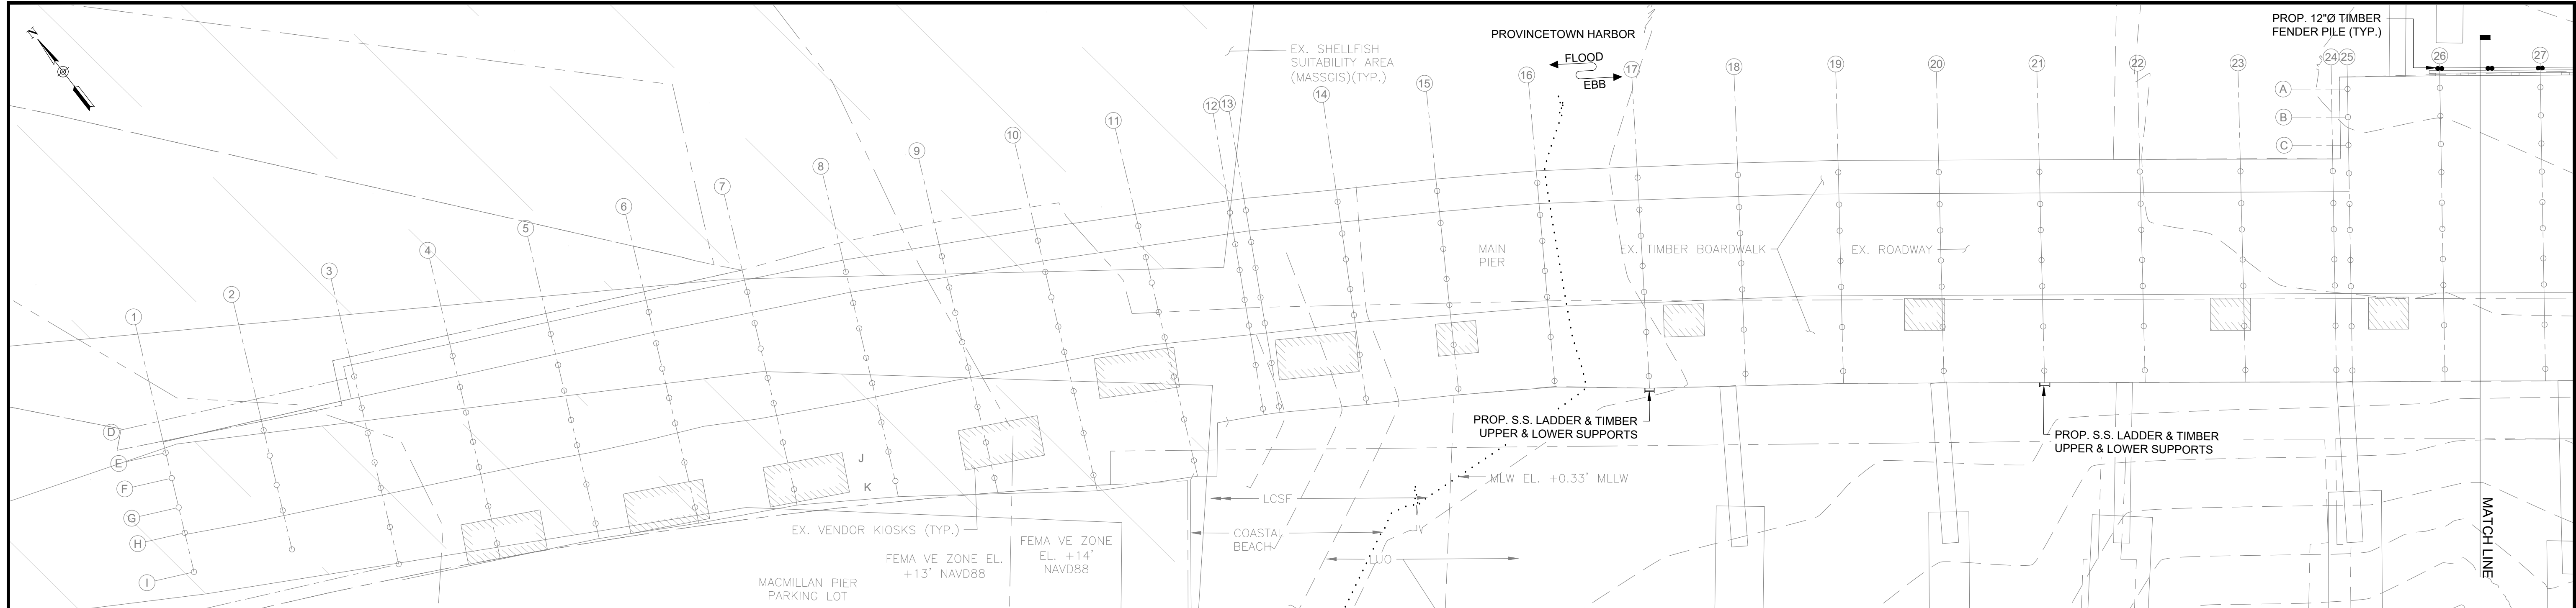 N
PROVINCETOWN HARBOR
FLOOD
EBB
EX. SHELLFISH
SUITABILITY AREA
(MASSGIS)(TYP.)
PROP. 12"Ø TIMBER
FENDER PILE (TYP.)
1
2
3
4
5
6
7
8
9
10
11
12
13
14
15
16
17
18
19
20
21
22
23
24
25
26
27
A
B
C
D
E
F
G
H
I
J
K
MAIN
PIER
EX. TIMBER BOARDWALK
EX. ROADWAY
PROP. S.S. LADDER & TIMBER
UPPER & LOWER SUPPORTS
PROP. S.S. LADDER & TIMBER
UPPER & LOWER SUPPORTS
MLW EL. +0.33' MLLW
LCSF
COASTAL
BEACH
LUO
EX. VENDOR KIOSKS (TYP.)
FEMA VE ZONE EL.
+13' NAVD88
FEMA VE ZONE
EL. +14'
NAVD88
MACMILLAN PIER
PARKING LOT
MATCH LINE